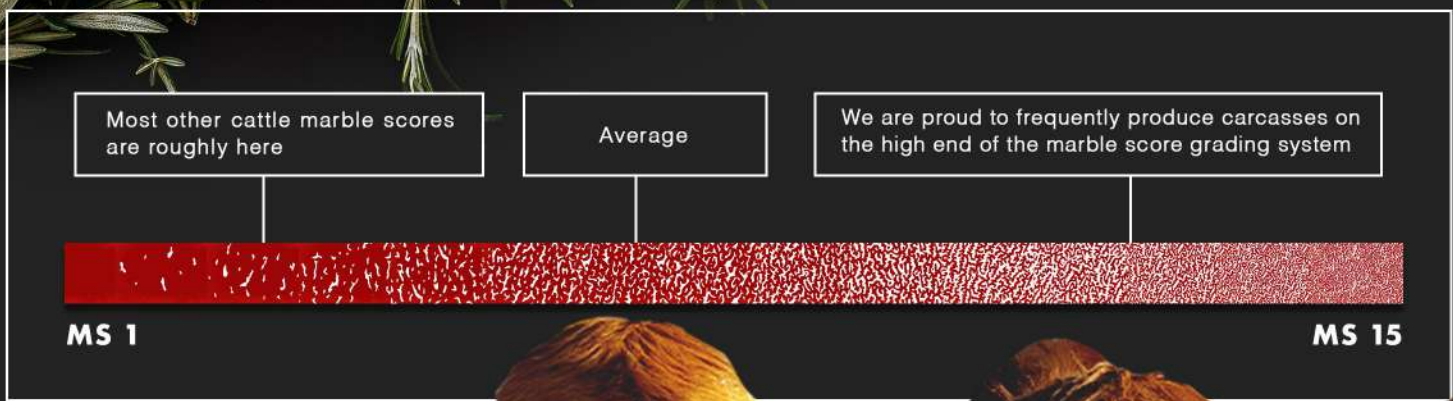 Most other cattle marble scores
are roughly here
Average
We are proud to frequently produce carcasses on
the high end of the marble score grading system
MS 1
MS 15